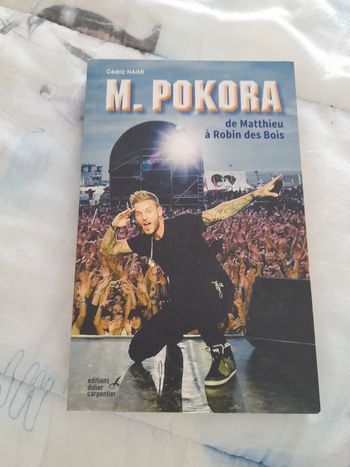 Cédric NAIMI
M. POKORA
de Matthieu
à Robin des Bois
editions
didier
carpentier